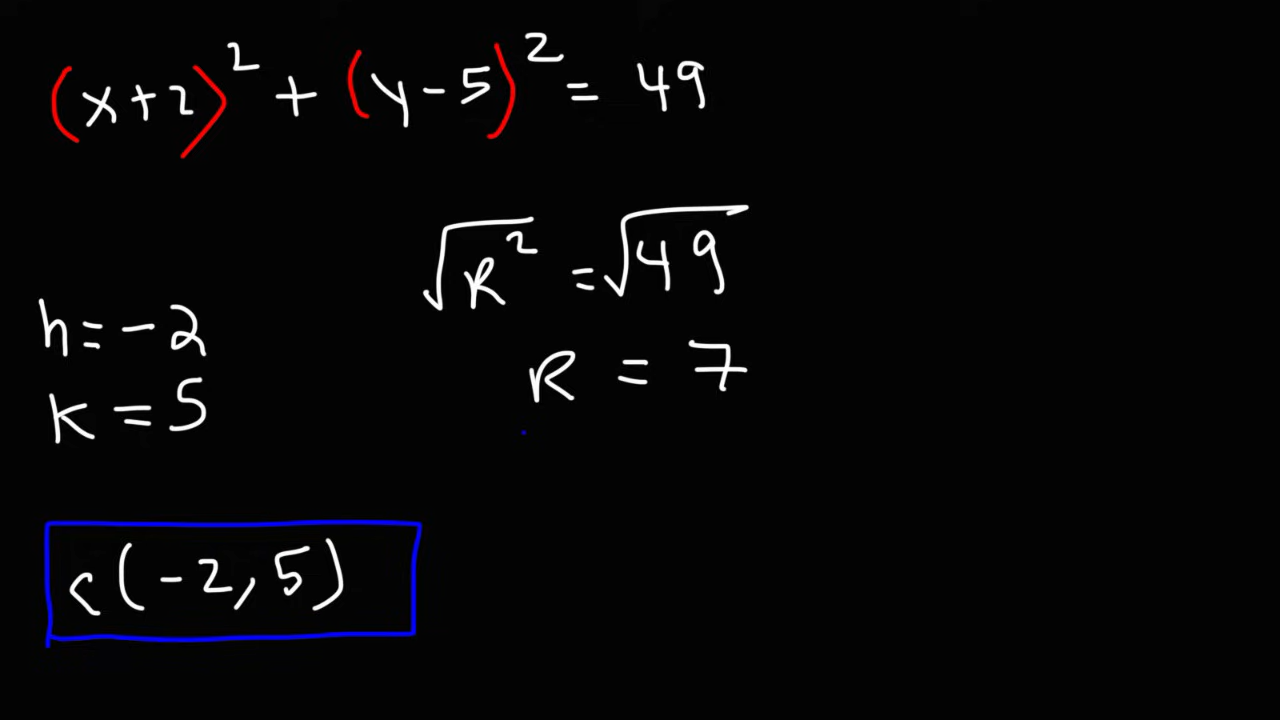 (x+2)² + (y-5)² = 49
√R² = √49
h = -2
R = 7
k = 5
c(-2, 5)